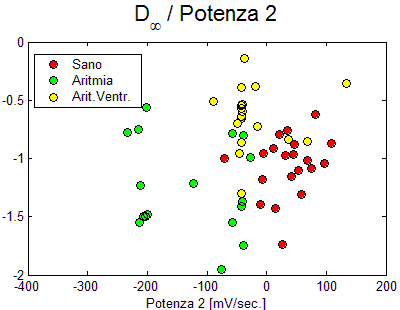 D∞ / Potenza 2
0
-0.5
-1
-1.5
-2
Sano
Aritmia
Arit.Ventr.
-400 -300 -200 -100 0 100 200
Potenza 2 [mV/sec.]